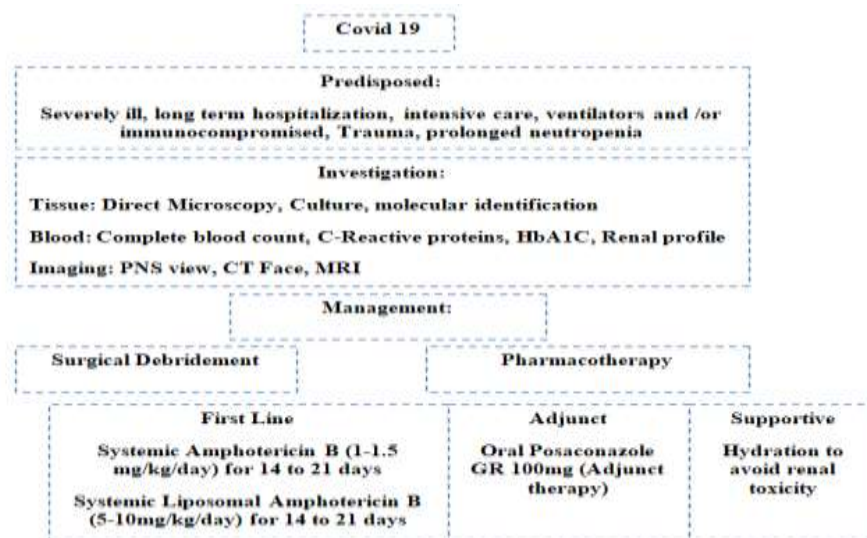 Covid 19
Predisposed:
Severely ill, long term hospitalization, intensive care, ventilators and /or
immunocompromised, Trauma, prolonged neutropenia
Investigation:
Tissue: Direct Microscopy, Culture, molecular identification
Blood: Complete blood count, C-Reactive proteins, HbA1C, Renal profile
Imaging: PNS view, CT Face, MRI
Management:
Surgical Debridement
Pharmacotherapy
First Line
Systemic Amphotericin B (1-1.5
mg/kg/day) for 14 to 21 days
Systemic Liposomal Amphotericin B
(5-10mg/kg/day) for 14 to 21 days
Adjunct
Oral Posaconazole
GR 100mg (Adjunct
therapy)
Supportive
Hydration to
avoid renal
toxicity